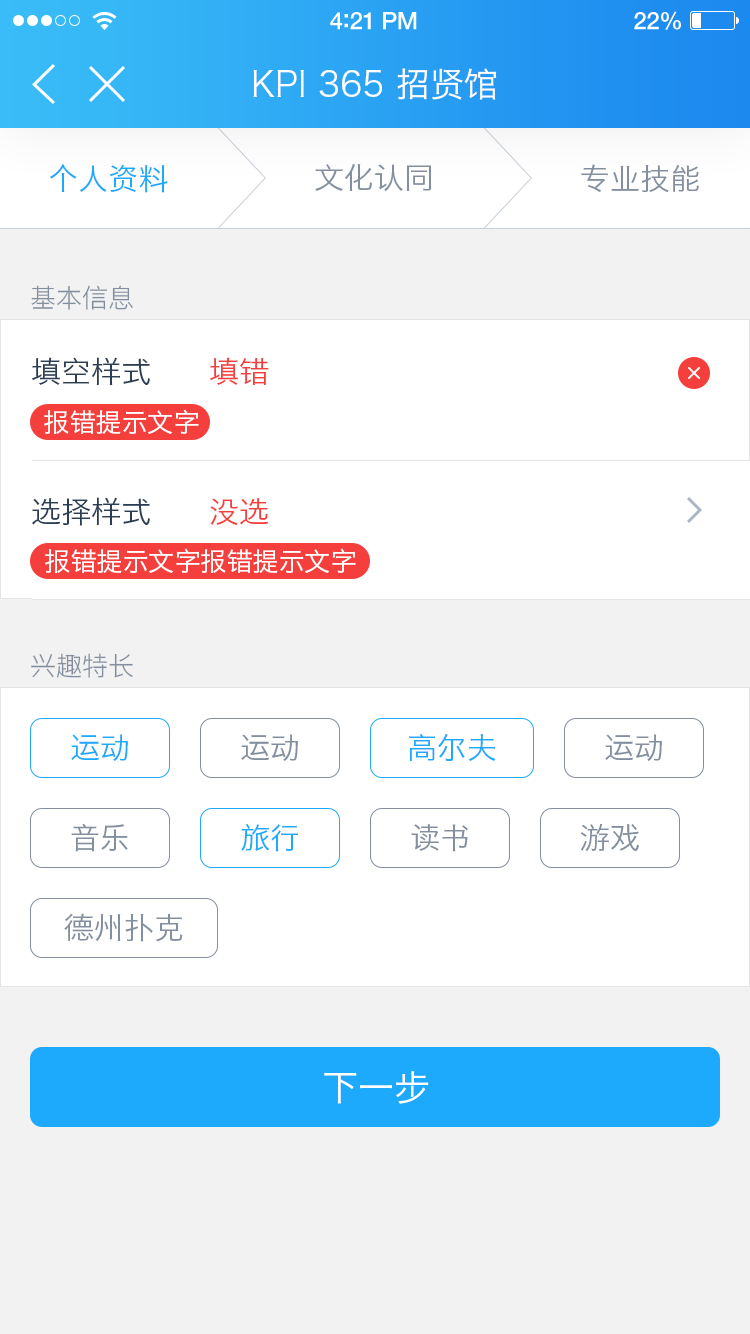 4:21 PM 22%
KPI 365 招贤馆
个人资料 文化认同 专业技能
基本信息
填空样式 填错
报错提示文字
选择样式 没选
报错提示文字报错提示文字
兴趣特长
运动 运动 高尔夫 运动
音乐 旅行 读书 游戏
德州扑克
下一步